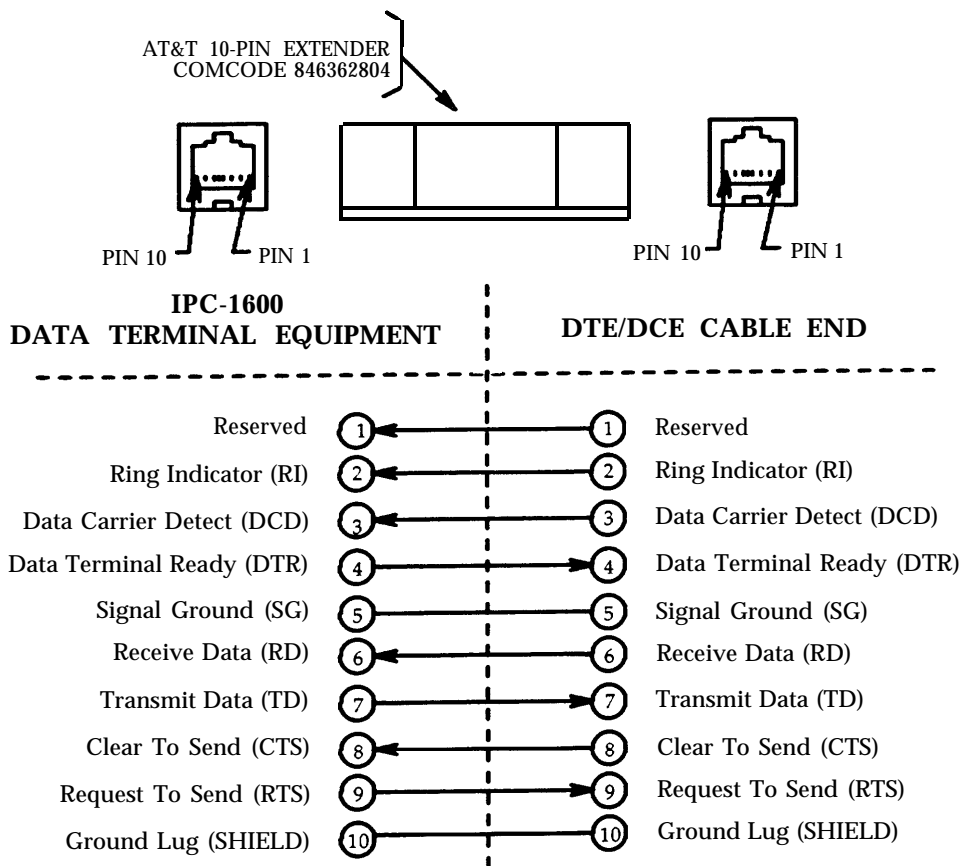 AT&T 10-PIN EXTENDER
COMCODE 846362804
PIN 10
PIN 1
PIN 10
PIN 1
IPC-1600
DATA TERMINAL EQUIPMENT
DTE/DCE CABLE END
Reserved 1 1 Reserved
Ring Indicator (RI) 2 2 Ring Indicator (RI)
Data Carrier Detect (DCD) 3 3 Data Carrier Detect (DCD)
Data Terminal Ready (DTR) 4 4 Data Terminal Ready (DTR)
Signal Ground (SG) 5 5 Signal Ground (SG)
Receive Data (RD) 6 6 Receive Data (RD)
Transmit Data (TD) 7 7 Transmit Data (TD)
Clear To Send (CTS) 8 8 Clear To Send (CTS)
Request To Send (RTS) 9 9 Request To Send (RTS)
Ground Lug (SHIELD) 10 10 Ground Lug (SHIELD)